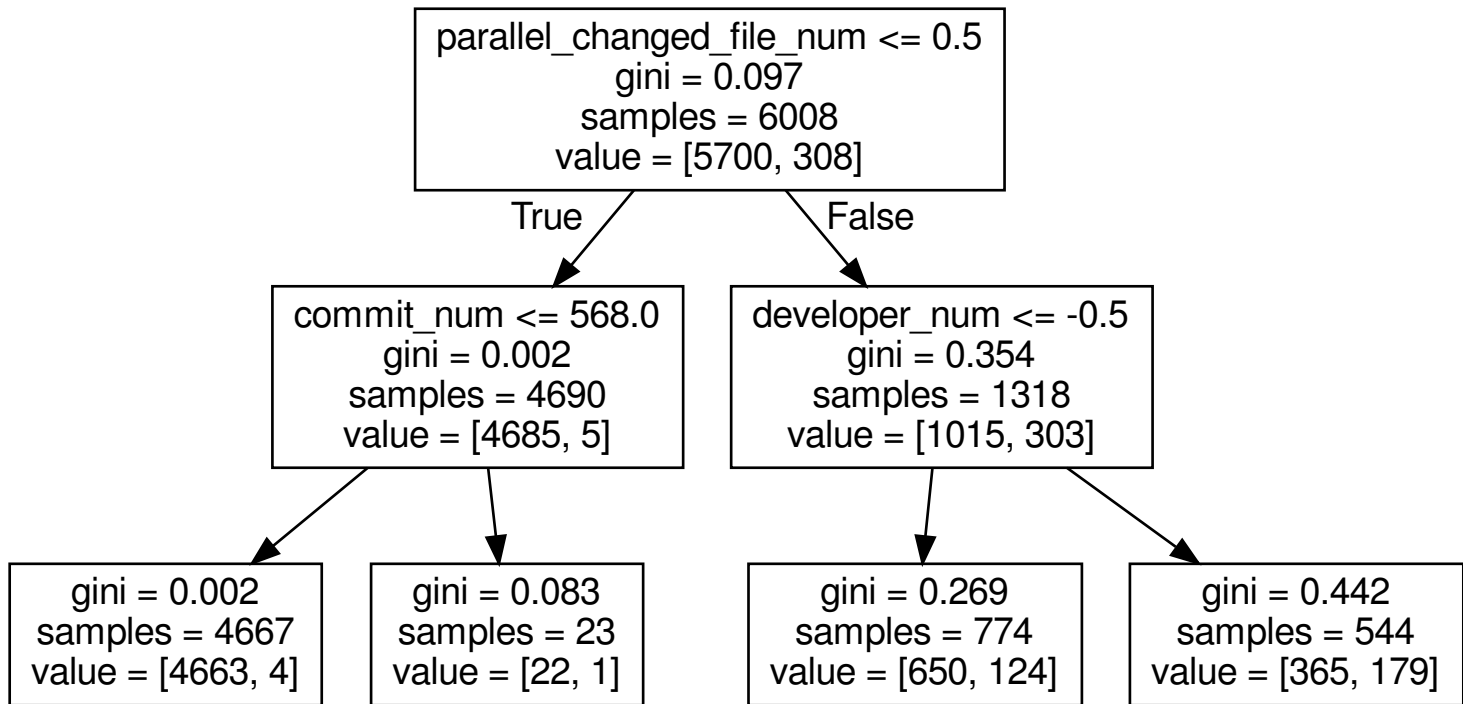 parallel_changed_file_num <= 0.5
gini = 0.097
samples = 6008
value = [5700, 308]
True
False
commit_num <= 568.0
gini = 0.002
samples = 4690
value = [4685, 5]
developer_num <= -0.5
gini = 0.354
samples = 1318
value = [1015, 303]
gini = 0.002
samples = 4667
value = [4663, 4]
gini = 0.083
samples = 23
value = [22, 1]
gini = 0.269
samples = 774
value = [650, 124]
gini = 0.442
samples = 544
value = [365, 179]